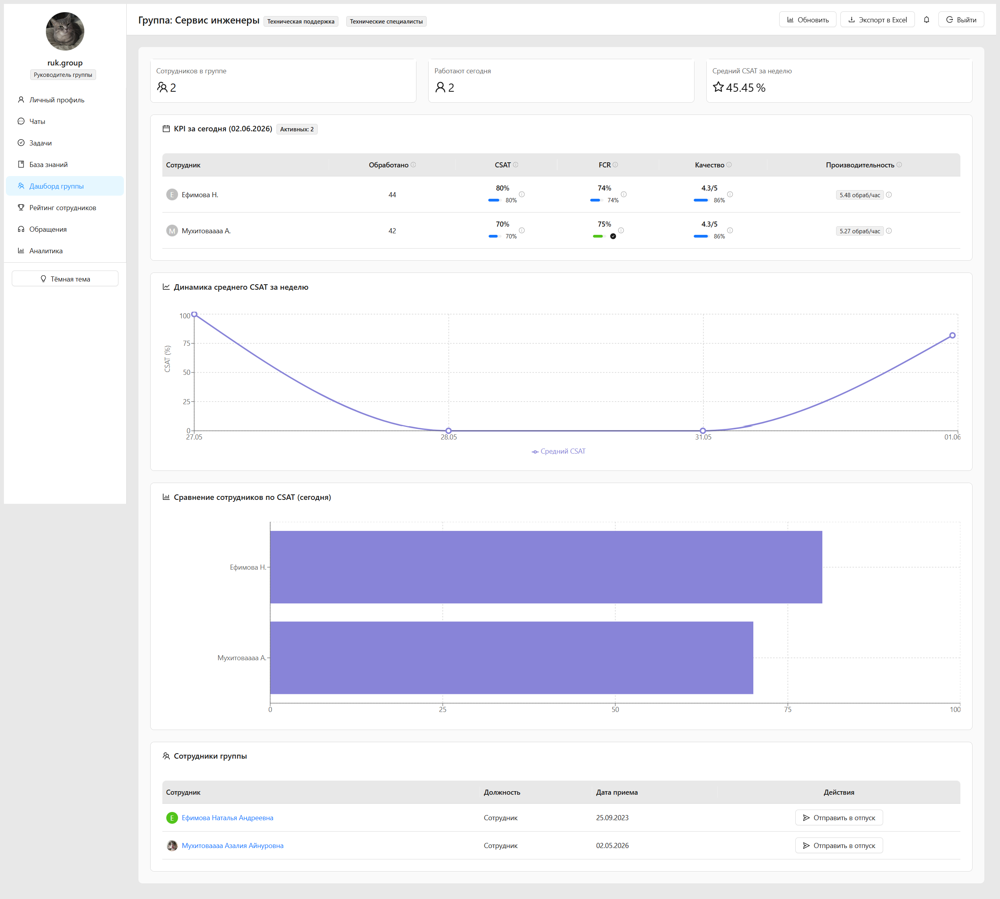 ruk.group
Руководитель группы
Личный профиль
Чаты
Задачи
База знаний
Дашборд группы
Рейтинг сотрудников
Обращения
Аналитика
Тёмная тема
Группа: Сервис инженеры Техническая поддержка Технические специалисты
Обновить Экспорт в Excel Выйти
Сотрудников в группе
2
Работают сегодня
2
Средний CSAT за неделю
45.45 %
KPI за сегодня (02.06.2026) Активных: 2
Сотрудник Обработано CSAT FCR Качество Производительность
80% 74% 4.3/5
Е Ефимова Н. 44 5.48 обраб/час
80% 74% 86%
70% 75% 4.3/5
М Мухитоваааа А. 42 5.27 обраб/час
70% 86%
Динамика среднего CSAT за неделю
100
75
50
25
0
CSAT (%)
27.05 28.05 31.05 01.06
Средний CSAT
Сравнение сотрудников по CSAT (сегодня)
Ефимова Н.
Мухитоваааа А.
0 25 50 75 100
Сотрудники группы
Сотрудник Должность Дата приема Действия
Е Ефимова Наталья Андреевна Сотрудник 25.09.2023 Отправить в отпуск
Мухитоваааа Азалия Айнуровна Сотрудник 02.05.2026 Отправить в отпуск